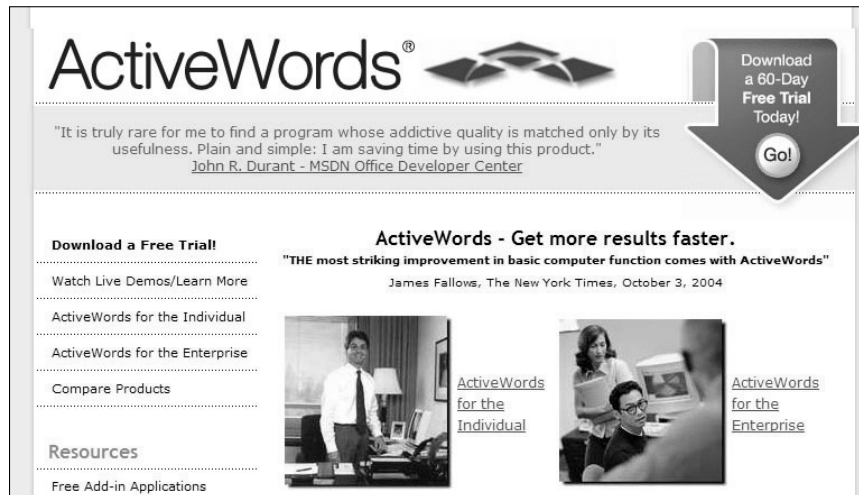 ActiveWords®
Download
a 60-Day
Free Trial
Today!
Go!
"It is truly rare for me to find a program whose addictive quality is matched only by its
usefulness. Plain and simple: I am saving time by using this product."
John R. Durant - MSDN Office Developer Center
Download a Free Trial!
Watch Live Demos/Learn More
ActiveWords for the Individual
ActiveWords for the Enterprise
Compare Products
Resources
Free Add-in Applications
ActiveWords - Get more results faster.
"THE most striking improvement in basic computer function comes with ActiveWords"
James Fallows, The New York Times, October 3, 2004
ActiveWords
for the
Individual
ActiveWords
for the
Enterprise